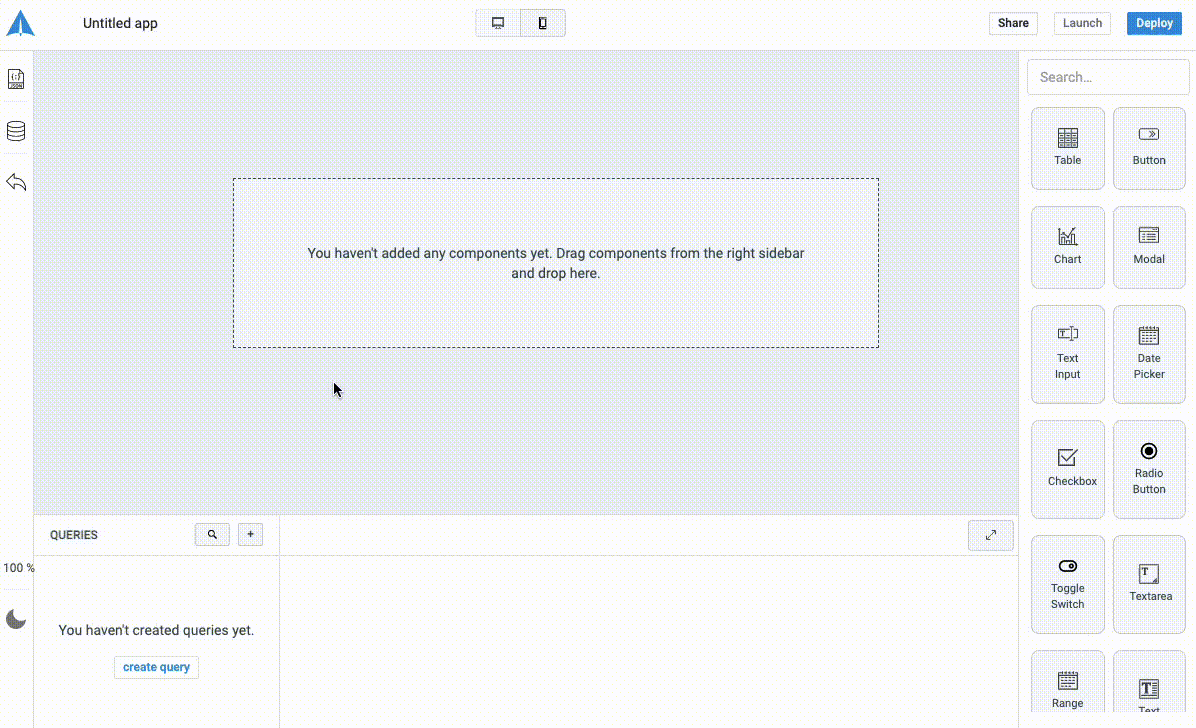 Untitled app
Share
Launch
Deploy
JSON
Search...
Table
Button
You haven't added any components yet. Drag components from the right sidebar
and drop here.
Chart
Modal
Text
Input
Date
Picker
Checkbox
Radio
Button
QUERIES
+
100 %
Toggle
Switch
Textarea
You haven't created queries yet.
create query
Range
Text